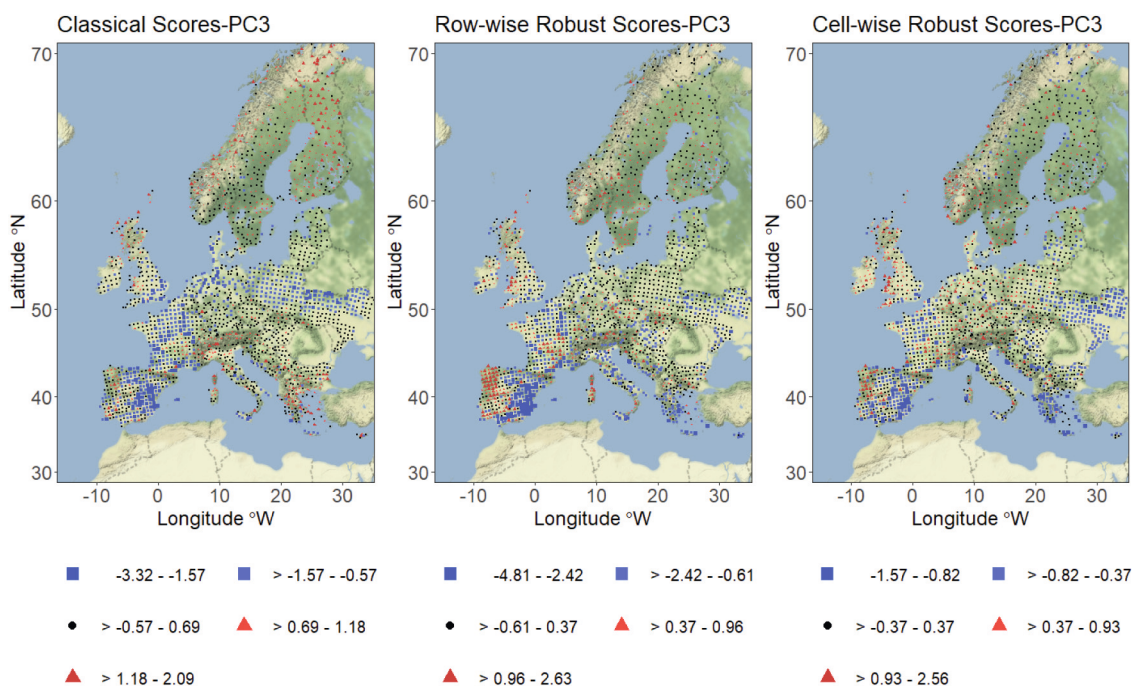 Classical Scores-PC3
Row-wise Robust Scores-PC3
Cell-wise Robust Scores-PC3
70
60
50
40
30
Latitude °N
-10 0 10 20 30
Longitude °W
70
60
50
40
30
Latitude °N
-10 0 10 20 30
Longitude °W
70
60
50
40
30
Latitude °N
-10 0 10 20 30
Longitude °W
-3.32 - -1.57
> -1.57 - -0.57
> -0.57 - 0.69
> 0.69 - 1.18
> 1.18 - 2.09
-4.81 - -2.42
> -2.42 - -0.61
> -0.61 - 0.37
> 0.37 - 0.96
> 0.96 - 2.63
-1.57 - -0.82
> -0.82 - -0.37
> -0.37 - 0.37
> 0.37 - 0.93
> 0.93 - 2.56